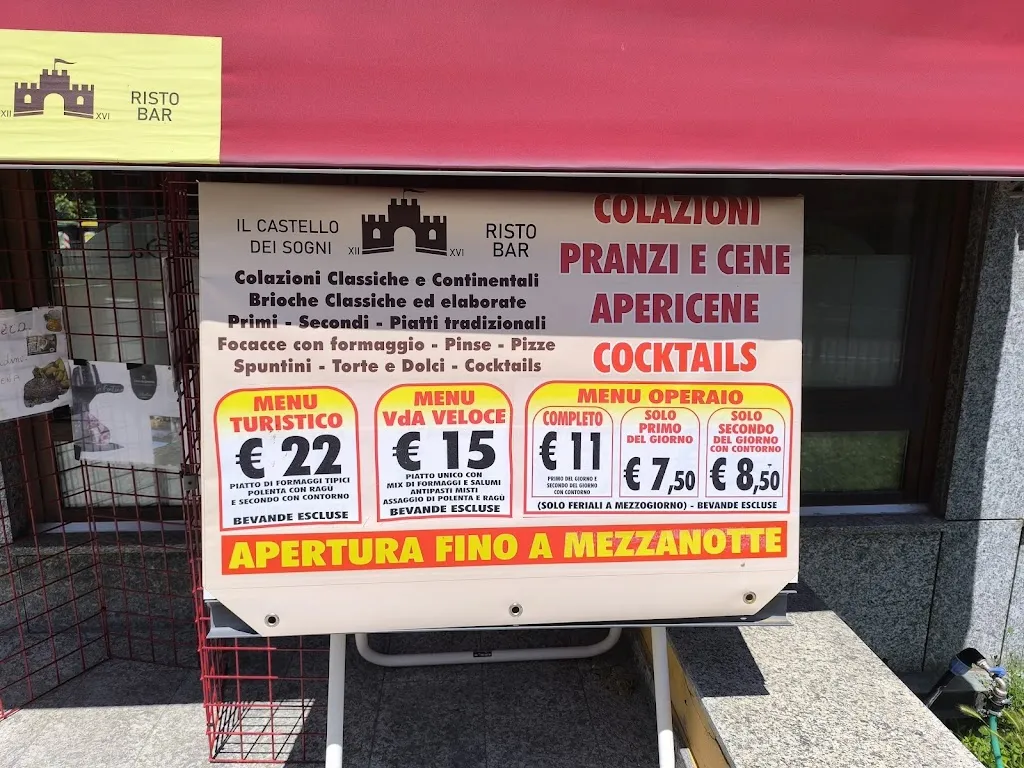 XII
XVI
RISTO
BAR
IL CASTELLO
DEI SOGNI
XII
XVI
RISTO
BAR
Colazioni Classiche e Continentali
Brioche Classiche ed elaborate
Primi - Secondi - Piatti tradizionali
Focacce con formaggio - Pinse - Pizze
Spuntini - Torte e Dolci - Cocktails
COLAZIONI
PRANZI E CENE
APERICENE
COCKTAILS
MENU
TURISTICO
€ 22
PIATTO DI FORMAGGI TIPICI
POLENTA CON RAGÙ
E SECONDO CON CONTORNO
BEVANDE ESCLUSE
MENU
VdA VELOCE
€ 15
PIATTO UNICO CON
MIX DI FORMAGGI E SALUMI
ANTIPASTI MISTI
ASSAGGIO DI POLENTA E RAGÙ
BEVANDE ESCLUSE
MENU OPERAIO
COMPLETO
€ 11
PRIMO DEL GIORNO E
SECONDO DEL GIORNO
CON CONTORNO
SOLO
PRIMO
DEL GIORNO
€ 7,50
SOLO
SECONDO
DEL GIORNO
CON CONTORNO
€ 8,50
(SOLO FERIALI A MEZZOGIORNO) - BEVANDE ESCLUSE
APERTURA FINO A MEZZANOTTE